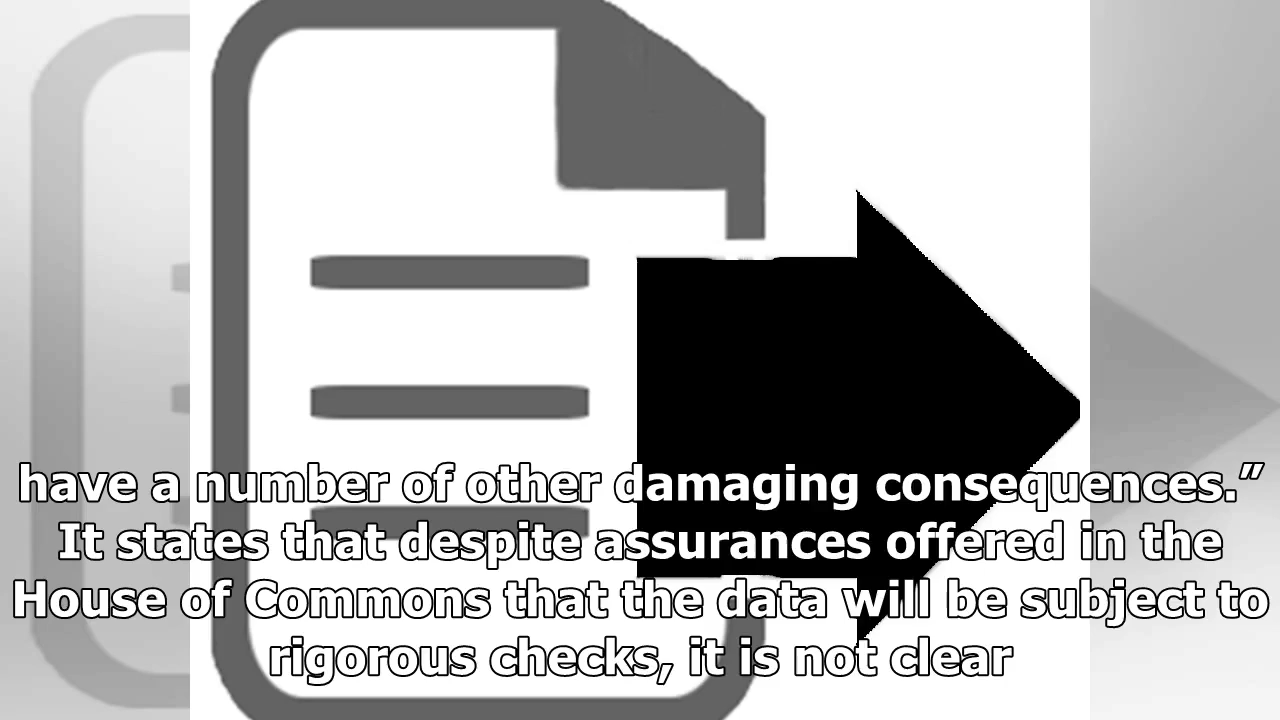 have a number of other damaging consequences.”
It states that despite assurances offered in the
House of Commons that the data will be subject to
rigorous checks, it is not clear